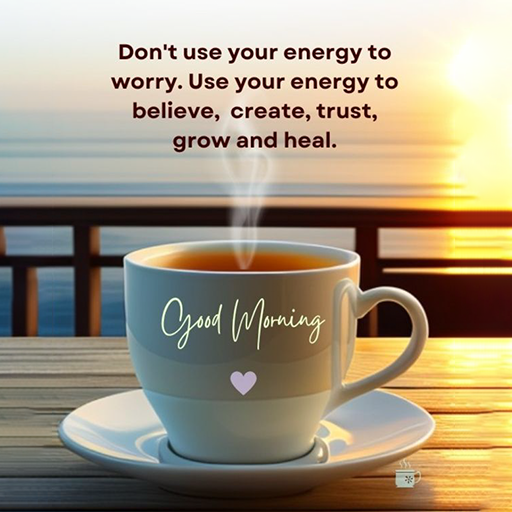 Don't use your energy to
worry. Use your energy to
believe,  create, trust,
grow and heal.
Good Morning